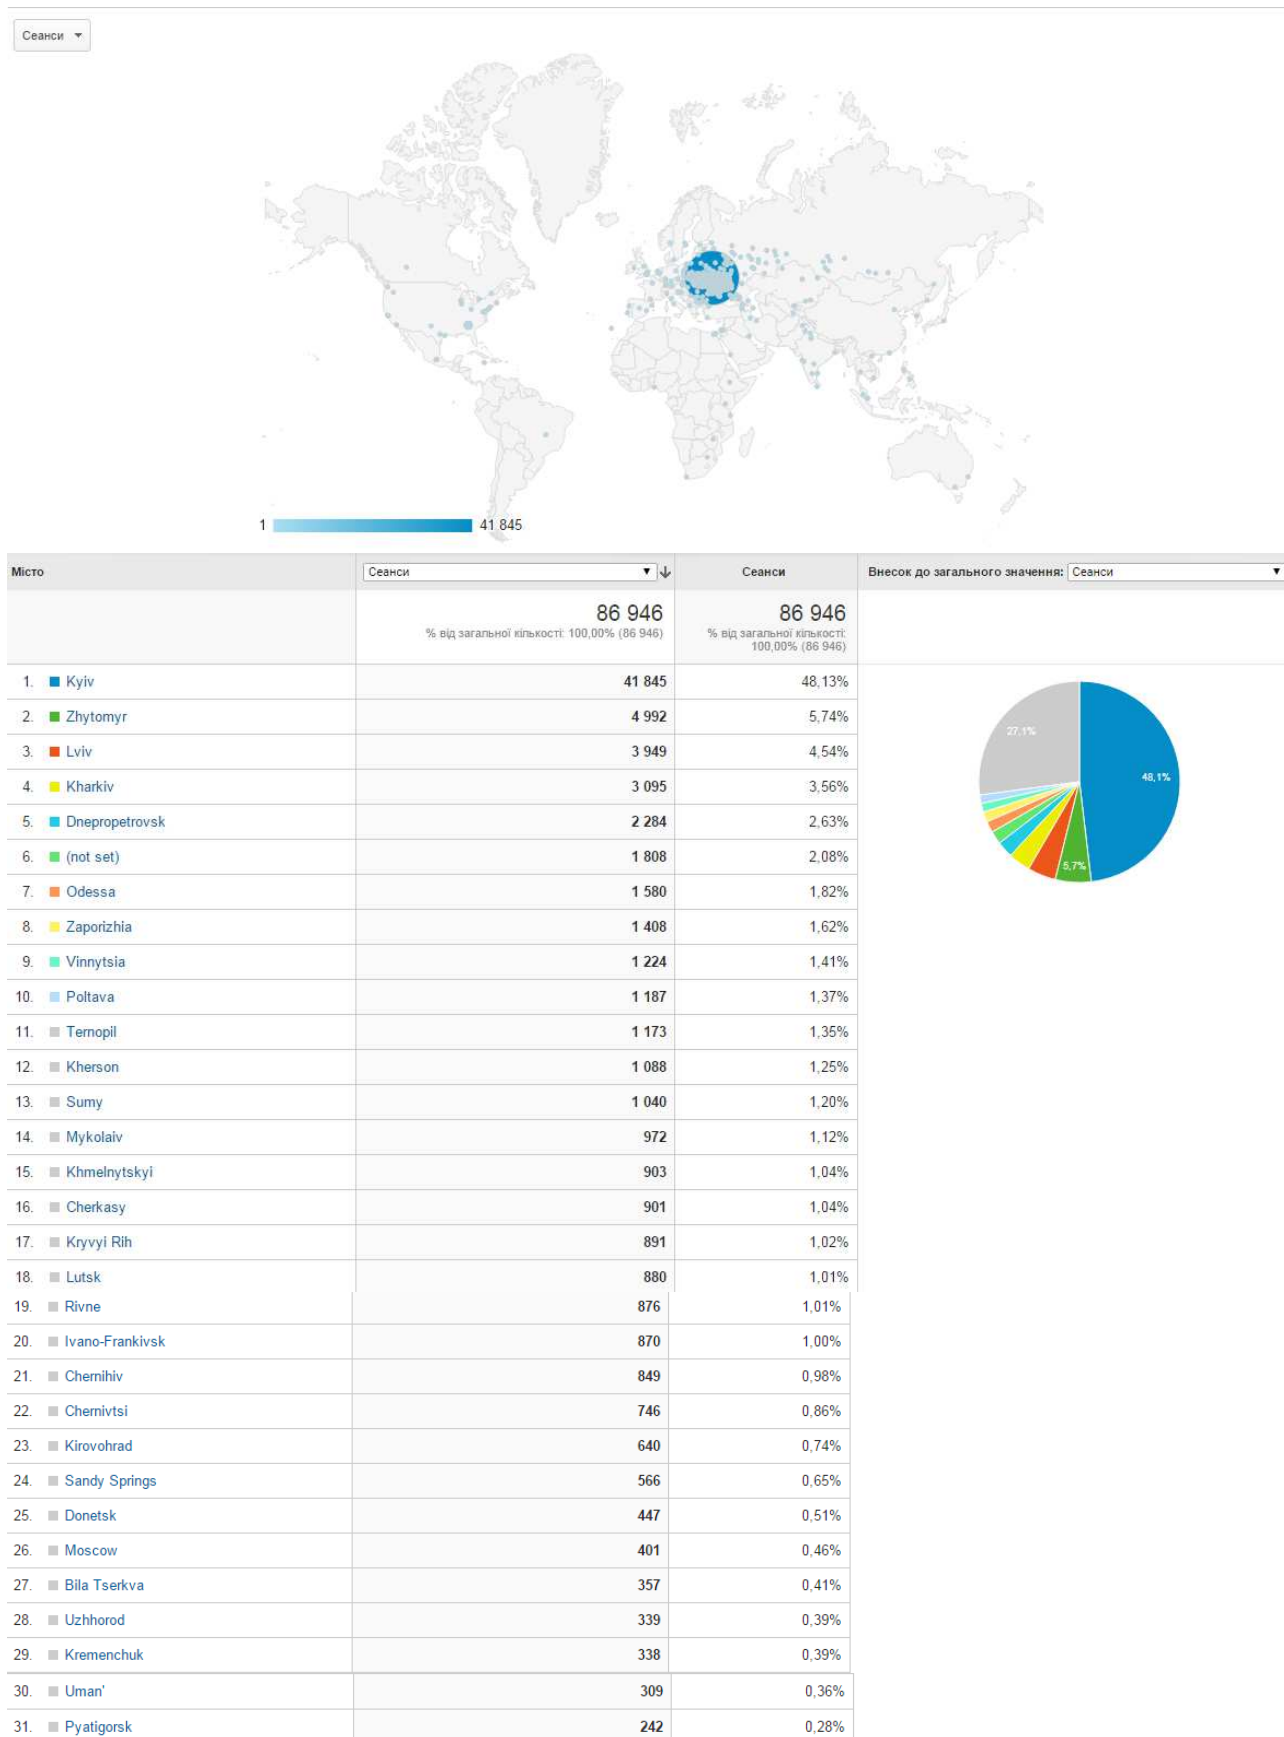 Сеанси
1 41 845
Місто Сеанси Сеанси Внесок до загального значення: Сеанси
86 946 86 946
% від загальної кількості: 100,00% (86 946) % від загальної кількості:
100,00% (86 946)
1. Kyiv 41 845 48,13%
2. Zhytomyr 4 992 5,74%
3. Lviv 3 949 4,54%
4. Kharkiv 3 095 3,56%
5. Dnepropetrovsk 2 284 2,63%
6. (not set) 1 808 2,08%
7. Odessa 1 580 1,82%
8. Zaporizhia 1 408 1,62%
9. Vinnytsia 1 224 1,41%
10. Poltava 1 187 1,37%
11. Ternopil 1 173 1,35%
12. Kherson 1 088 1,25%
13. Sumy 1 040 1,20%
14. Mykolaiv 972 1,12%
15. Khmelnytskyi 903 1,04%
16. Cherkasy 901 1,04%
17. Kryvyi Rih 891 1,02%
18. Lutsk 880 1,01%
19. Rivne 876 1,01%
20. Ivano-Frankivsk 870 1,00%
21. Chernihiv 849 0,98%
22. Chernivtsi 746 0,86%
23. Kirovohrad 640 0,74%
24. Sandy Springs 566 0,65%
25. Donetsk 447 0,51%
26. Moscow 401 0,46%
27. Bila Tserkva 357 0,41%
28. Uzhhorod 339 0,39%
29. Kremenchuk 338 0,39%
30. Uman' 309 0,36%
31. Pyatigorsk 242 0,28%
27,1%
48,1%
5,7%